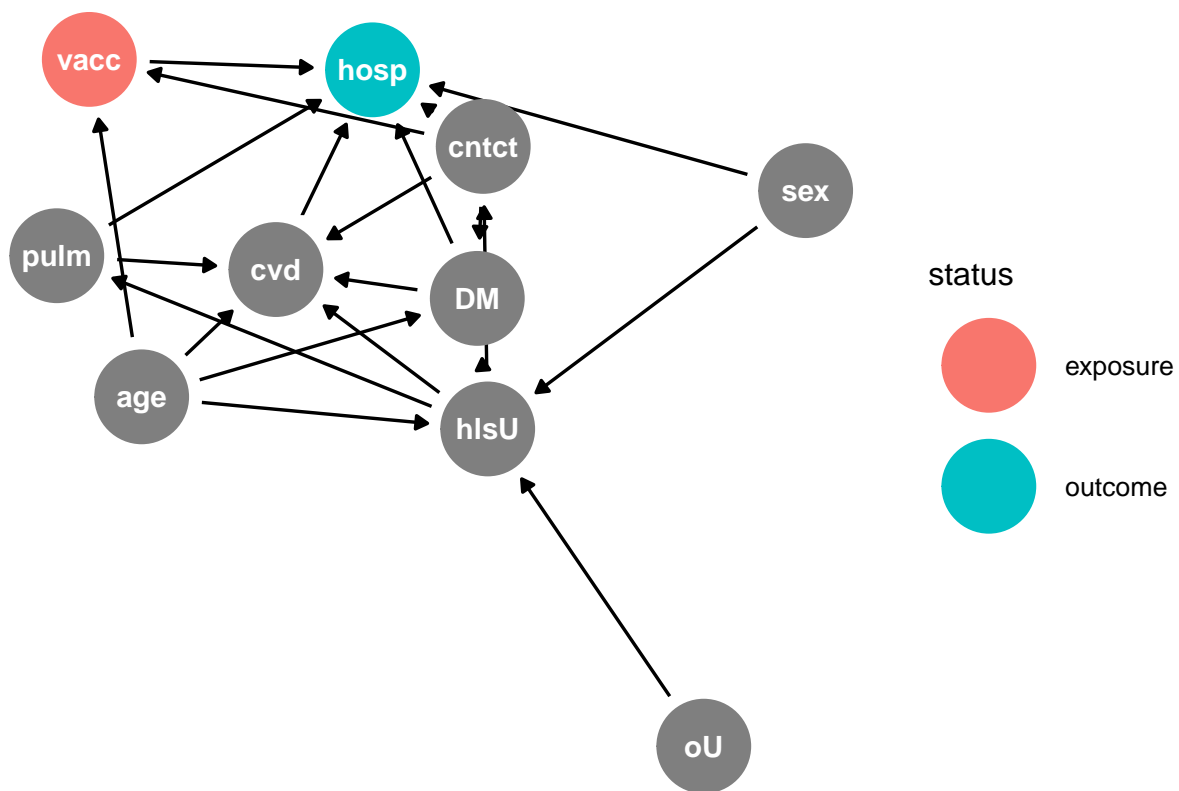 vacc
hosp
cntct
sex
pulm
cvd
DM
status
age
hlsU
exposure
outcome
oU